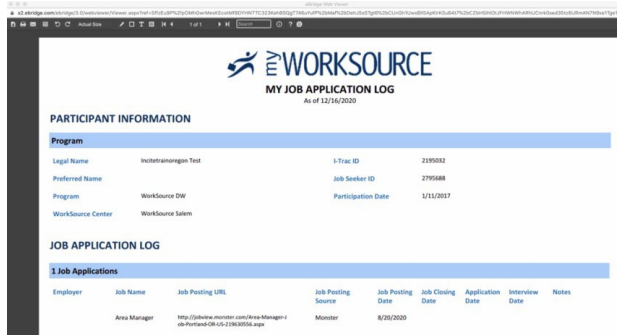 eBridge Web Viewer
Actual Size
1 of 1
Search
my WORKSOURCE
MY JOB APPLICATION LOG
As of 12/16/2020
PARTICIPANT INFORMATION
Program
Legal Name Incitetrainoregon Test I-Trac ID 2195032
Preferred Name Job Seeker ID 2795688
Program WorkSource DW Participation Date 1/11/2017
WorkSource Center WorkSource Salem
JOB APPLICATION LOG
1 Job Applications
Employer Job Name Job Posting URL Job Posting Source Job Posting Date Job Closing Date Application Date Interview Date Notes
Area Manager http://jobview.monster.com/Area-Manager-J Monster 8/20/2020
ob-Portland-OR-US-219630556.aspx